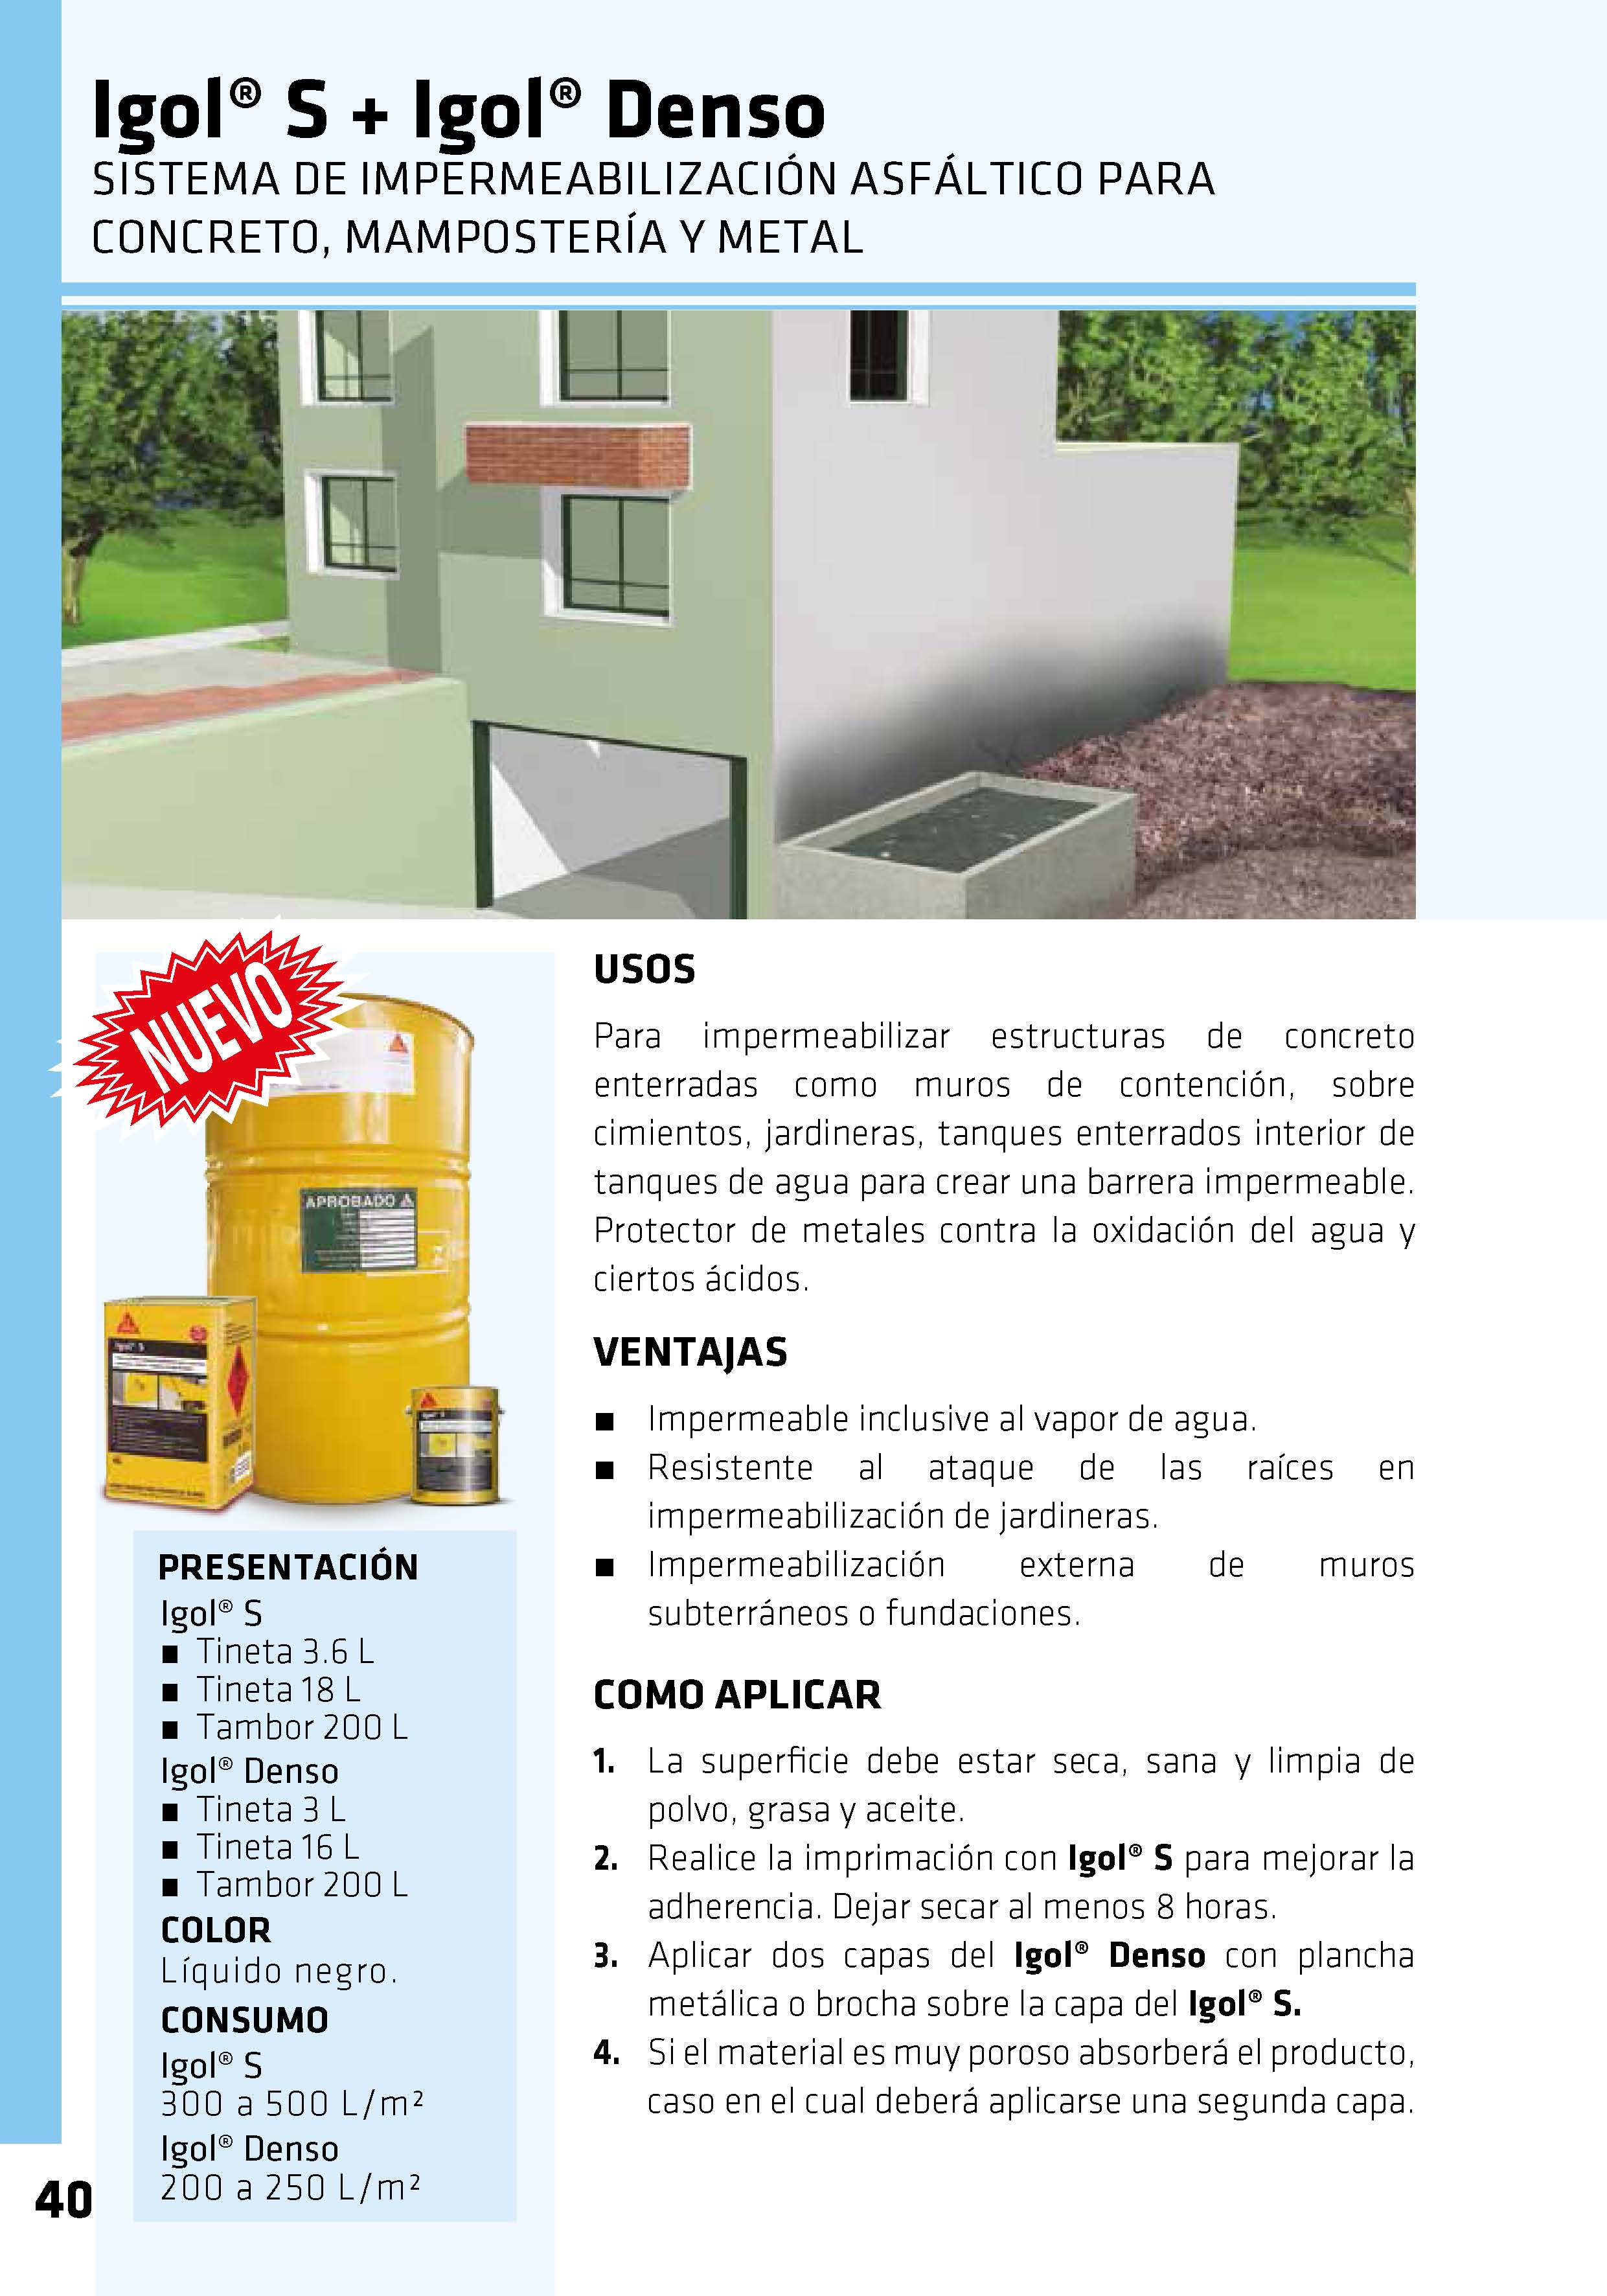 Igol® S + Igol® Denso
SISTEMA DE IMPERMEABILIZACIÓN ASFÁLTICO PARA
CONCRETO, MAMPOSTERÍA Y METAL
NUEVO
APROBADO
Igol® S
Igol® S
PRESENTACIÓN
Igol® S
■ Tineta 3.6 L
■ Tineta 18 L
■ Tambor 200 L
Igol® Denso
■ Tineta 3 L
■ Tineta 16 L
■ Tambor 200 L
COLOR
Líquido negro.
CONSUMO
Igol® S
300 a 500 L/m²
Igol® Denso
200 a 250 L/m²
USOS
Para impermeabilizar estructuras de concreto
enterradas como muros de contención, sobre
cimientos, jardineras, tanques enterrados interior de
tanques de agua para crear una barrera impermeable.
Protector de metales contra la oxidación del agua y
ciertos ácidos.
VENTAJAS
■ Impermeable inclusive al vapor de agua.
■ Resistente al ataque de las raíces en
impermeabilización de jardineras.
■ Impermeabilización externa de muros
subterráneos o fundaciones.
COMO APLICAR
1. La superficie debe estar seca, sana y limpia de
polvo, grasa y aceite.
2. Realice la imprimación con Igol® S para mejorar la
adherencia. Dejar secar al menos 8 horas.
3. Aplicar dos capas del Igol® Denso con plancha
metálica o brocha sobre la capa del Igol® S.
4. Si el material es muy poroso absorberá el producto,
caso en el cual deberá aplicarse una segunda capa.
40